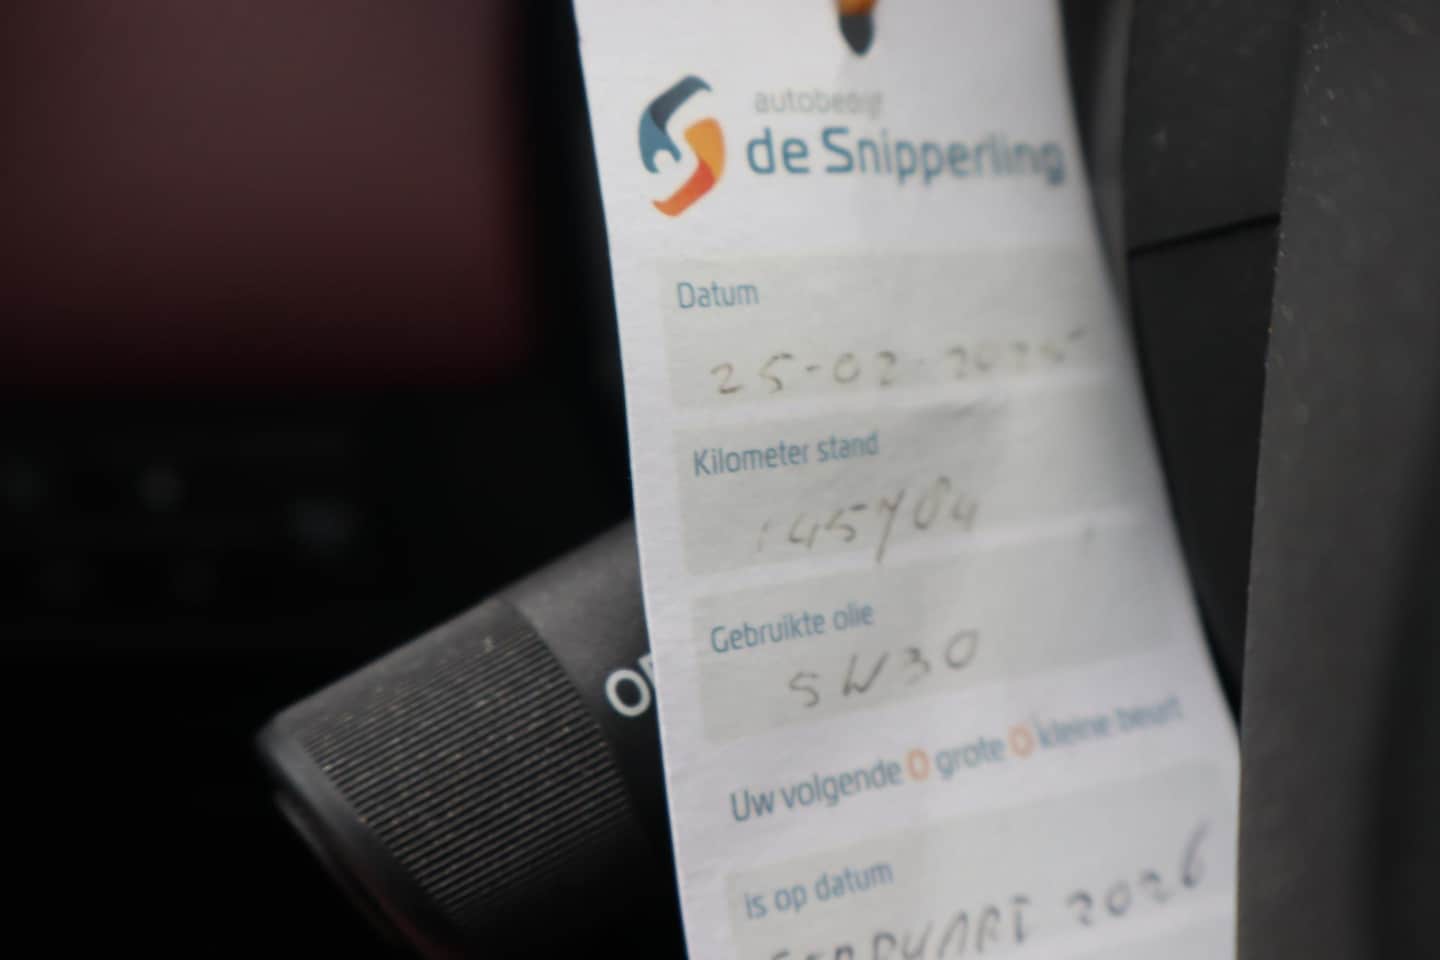 autobedrijf
de Snipperling
Datum
25-02-2025
Kilometer stand
145704
Gebruikte olie
5W30
Uw volgende O grote O kleine beurt
is op datum
FEBRUARI 2026